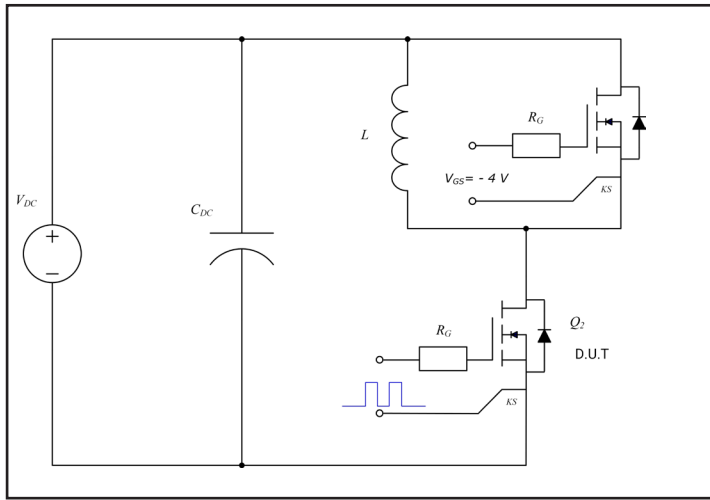 R_G
L
V_GS= - 4 V
KS
V_DC
+
−
C_DC
Q_2
R_G
D.U.T
KS